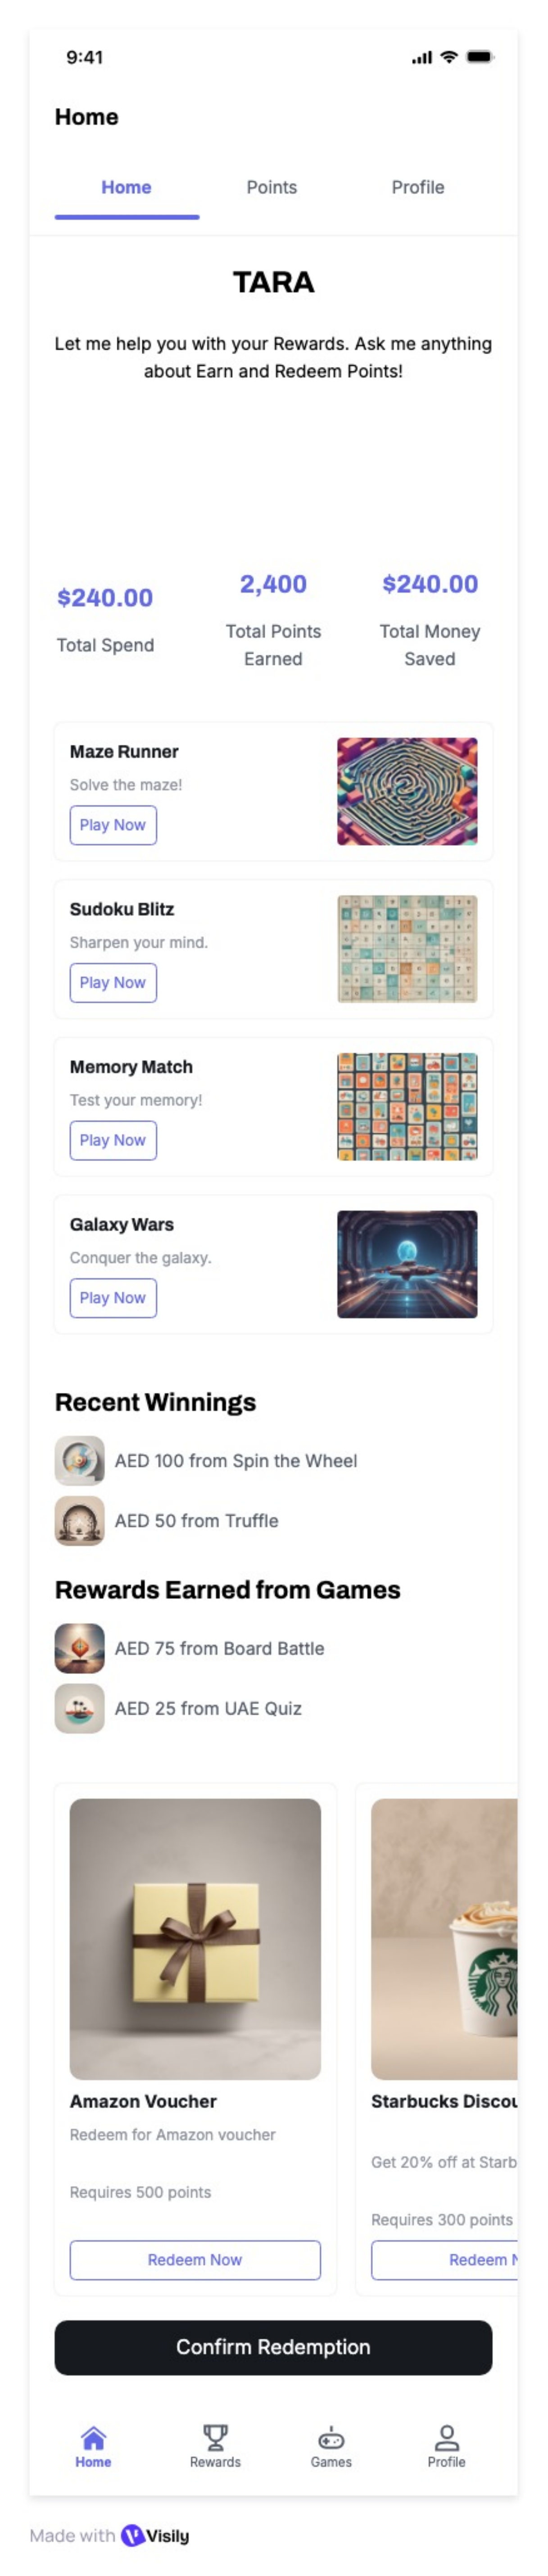 9:41
Home
Home
Points
Profile
TARA
Let me help you with your Rewards. Ask me anything
about Earn and Redeem Points!
$240.00
Total Spend
2,400
Total Points
Earned
$240.00
Total Money
Saved
Maze Runner
Solve the maze!
Play Now
Sudoku Blitz
Sharpen your mind.
Play Now
Memory Match
Test your memory!
Play Now
Galaxy Wars
Conquer the galaxy.
Play Now
Recent Winnings
AED 100 from Spin the Wheel
AED 50 from Truffle
Rewards Earned from Games
AED 75 from Board Battle
AED 25 from UAE Quiz
Amazon Voucher
Redeem for Amazon voucher
Requires 500 points
Redeem Now
Starbucks Discou
Get 20% off at Starb
Requires 300 points
Redeem N
Confirm Redemption
Home
Rewards
Games
Profile
Made with Visily